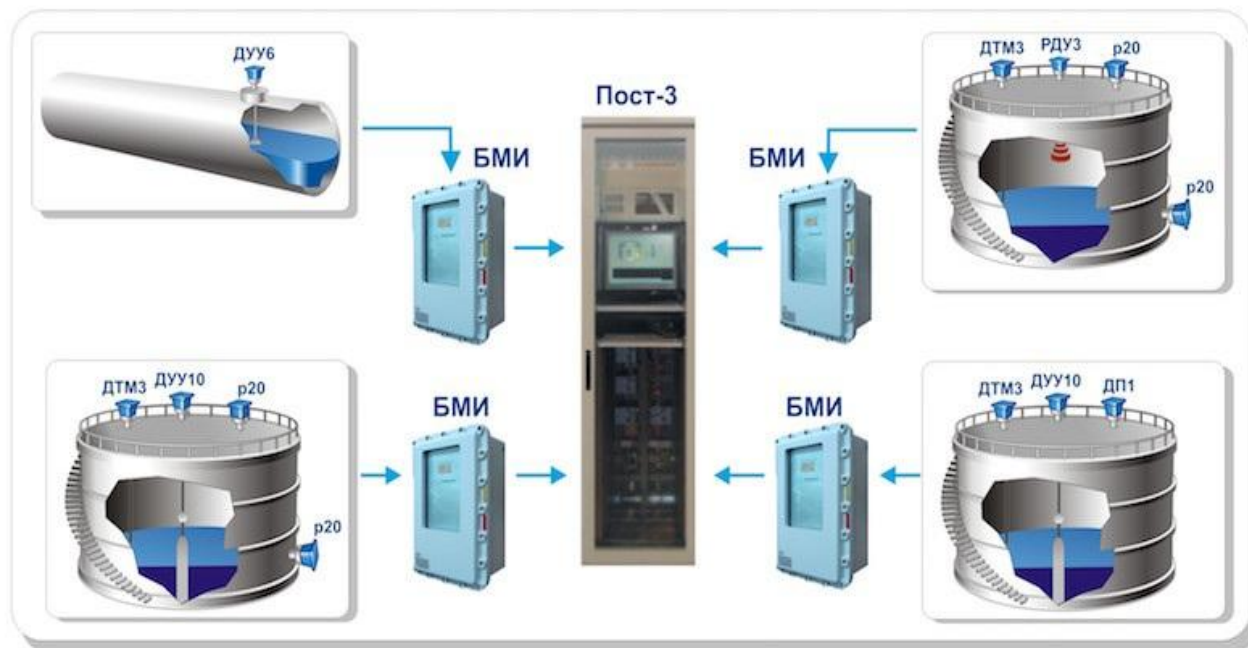 ДУУ6
БМИ
Пост-3
БМИ
ДТМ3 РДУ3 р20
р20
ДТМ3 ДУУ10 р20
р20
БМИ
БМИ
ДТМ3 ДУУ10 ДП1